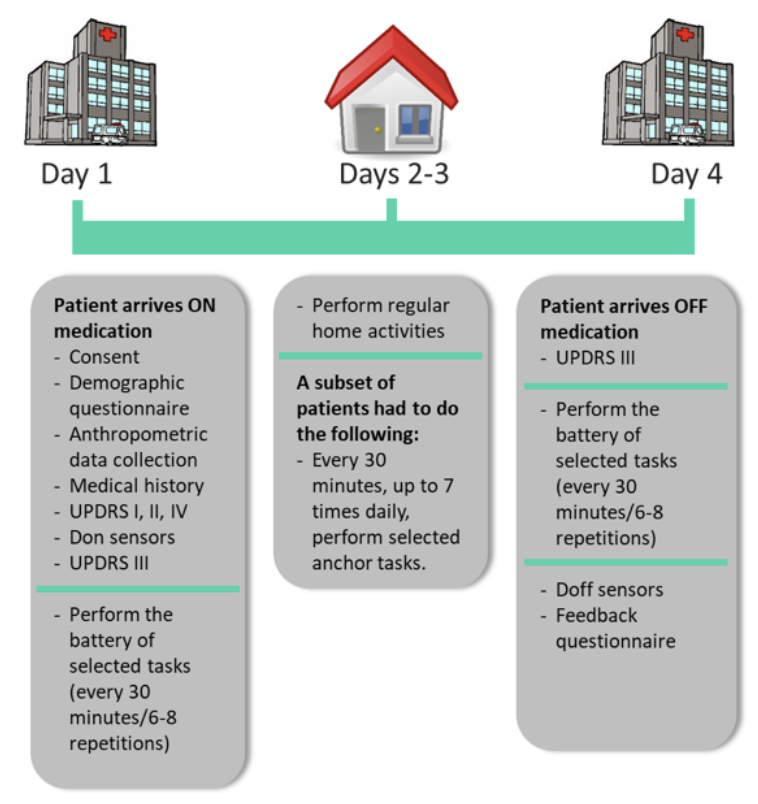 Day 1
Days 2-3
Day 4
Patient arrives ON
medication
- Consent
- Demographic
questionnaire
- Anthropometric
data collection
- Medical history
- UPDRS I, II, IV
- Don sensors
- UPDRS III
- Perform the
battery of
selected tasks
(every 30
minutes/6-8
repetitions)
- Perform regular
home activities
A subset of
patients had to do
the following:
- Every 30
minutes, up to 7
times daily,
perform selected
anchor tasks.
Patient arrives OFF
medication
- UPDRS III
- Perform the
battery of
selected tasks
(every 30
minutes/6-8
repetitions)
- Doff sensors
- Feedback
questionnaire